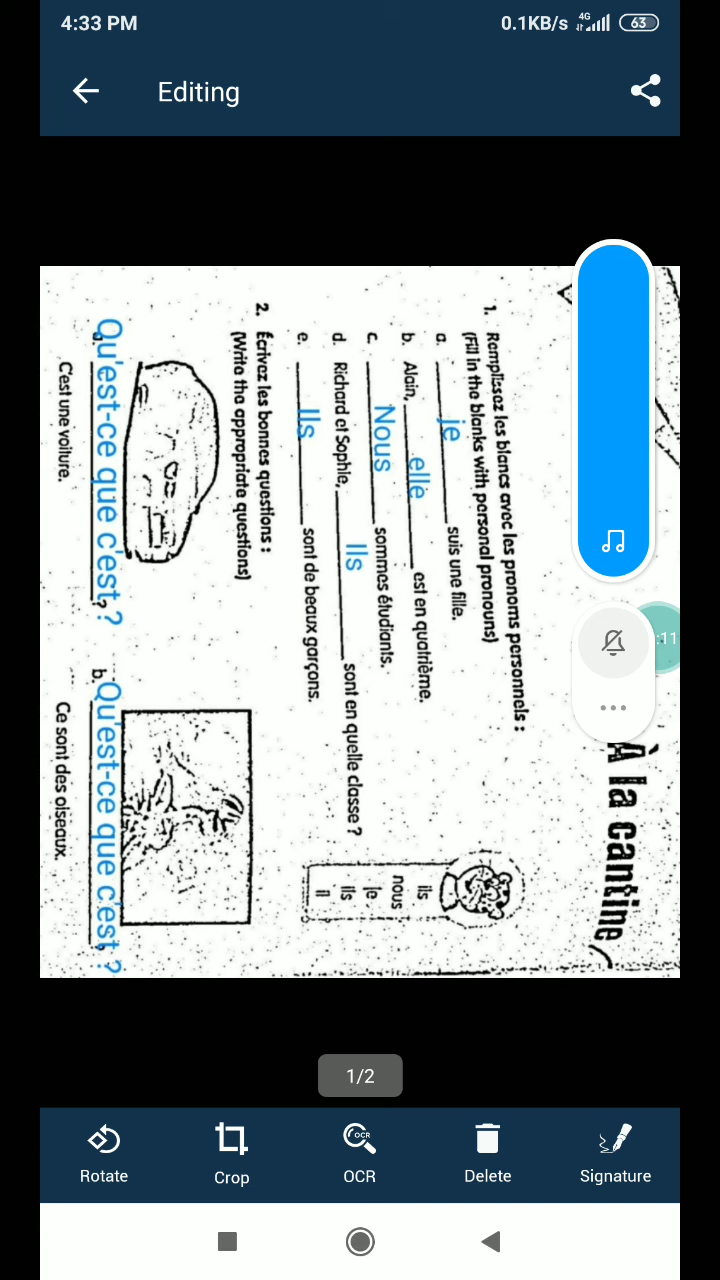 4:33 PM
0.1KB/s 4G 63
Editing
À la cantine
1. Remplissez les blancs avec les pronoms personnels :
(Fill in the blanks with personal pronouns)
a. je suis une fille.
b. Alain, elle est en quatrième.
c. Nous sommes étudiants.
d. Richard et Sophie, Ils sont en quelle classe ?
e. Ils sont de beaux garçons.
ils
nous
je
ils
il
2. Écrivez les bonnes questions :
(Write the appropriate questions)
a. Qu'est-ce que c'est ? ?
C'est une voiture.
b. Qu'est-ce que c'est ?
Ce sont des oiseaux.
:11
1/2
OCR
Rotate
Crop
OCR
Delete
Signature